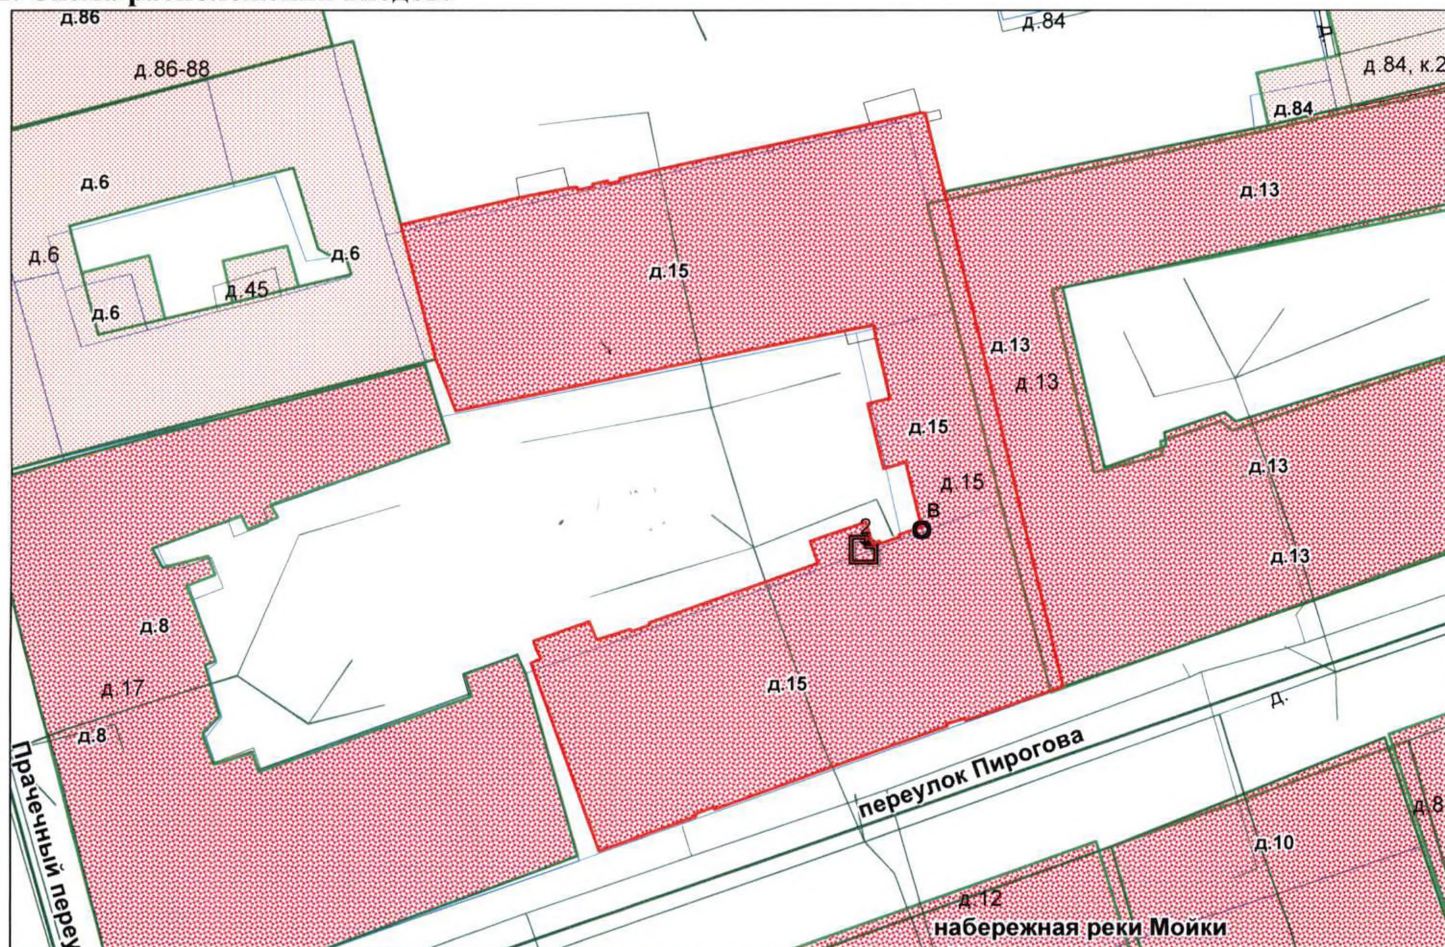 д.86
д.84
д.86-88
д.84, к.2
д.84
д.6
д.13
д.6
д.6
д.15
д.45
д.6
д.13
д.13
д.15
д.13
д.15
В
2
д.13
д.8
д.15
д.17
д.
д.8
переулок Пирогова
Прачечный переу
д.8
д.10
д.12
набережная реки Мойки